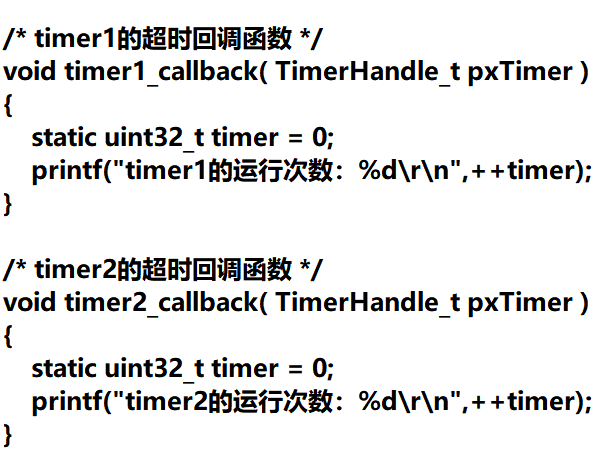 /* timer1的超时回调函数 */
void timer1_callback( TimerHandle_t pxTimer )
{
    static uint32_t timer = 0;
    printf("timer1的运行次数：%d\r\n",++timer);
}

/* timer2的超时回调函数 */
void timer2_callback( TimerHandle_t pxTimer )
{
    static uint32_t timer = 0;
    printf("timer2的运行次数：%d\r\n",++timer);
}